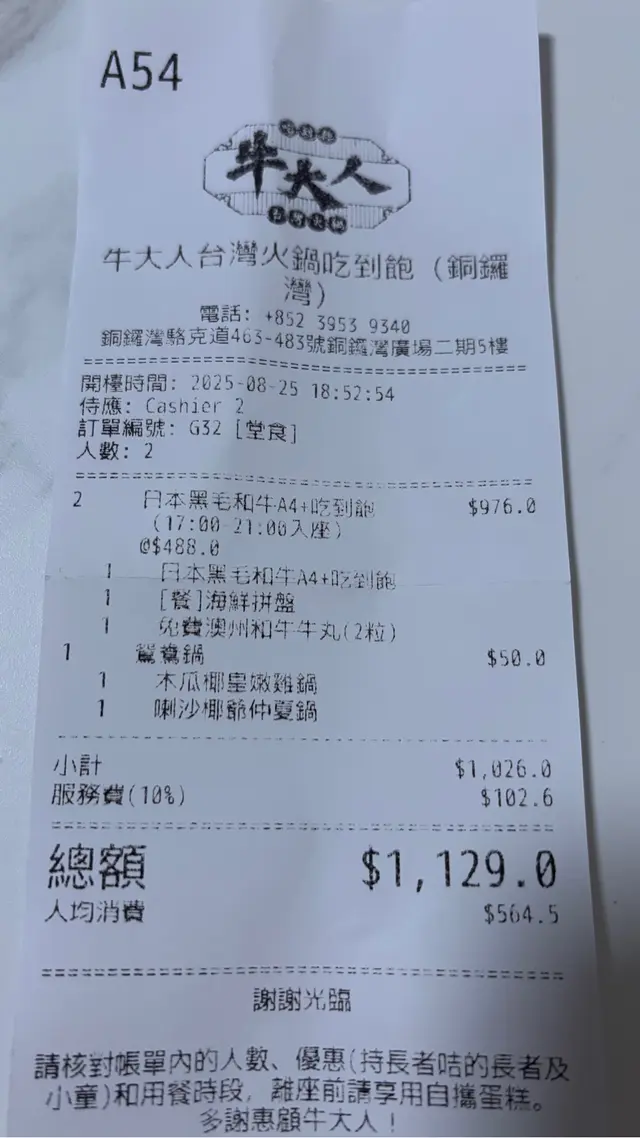 A54
吃到飽
牛大人
台灣火鍋
牛大人台灣火鍋吃到飽 (銅鑼
灣)
電話: +852 3953 9340
銅鑼灣駱克道463-483號銅鑼灣廣場二期5樓
開檯時間: 2025-08-25 18:52:54
侍應: Cashier 2
訂單編號: G32 [堂食]
人數: 2
2 日本黑毛和牛A4+吃到飽 $976.0
(17:00-21:00入座)
@$488.0
1 日本黑毛和牛A4+吃到飽
1 [餐]海鮮拼盤
1 免費澳州和牛牛丸(2粒)
1 鴛鴦鍋 $50.0
1 木瓜椰皇嫩雞鍋
1 喇沙椰爺仲夏鍋
小計 $1,026.0
服務費(10%) $102.6
總額 $1,129.0
人均消費 $564.5
謝謝光臨
請核對帳單內的人數、優惠(持長者咭的長者及
小童)和用餐時段, 離座前請享用自攜蛋糕。
多謝惠顧牛大人!